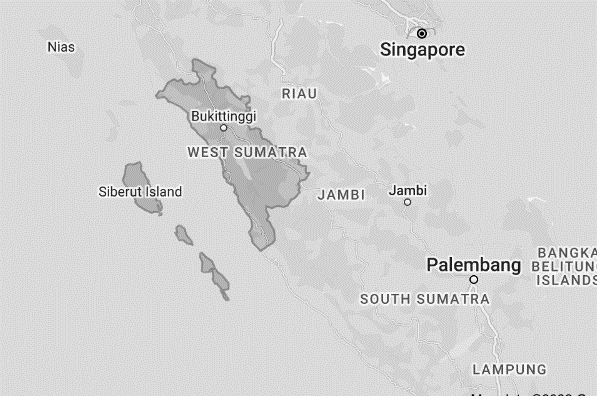 Singapore
Nias
RIAU
Bukittinggi
WEST SUMATRA
Siberut Island
JAMBI
Jambi
BANGKA
BELITUNG
ISLANDS
Palembang
SOUTH SUMATRA
LAMPUNG